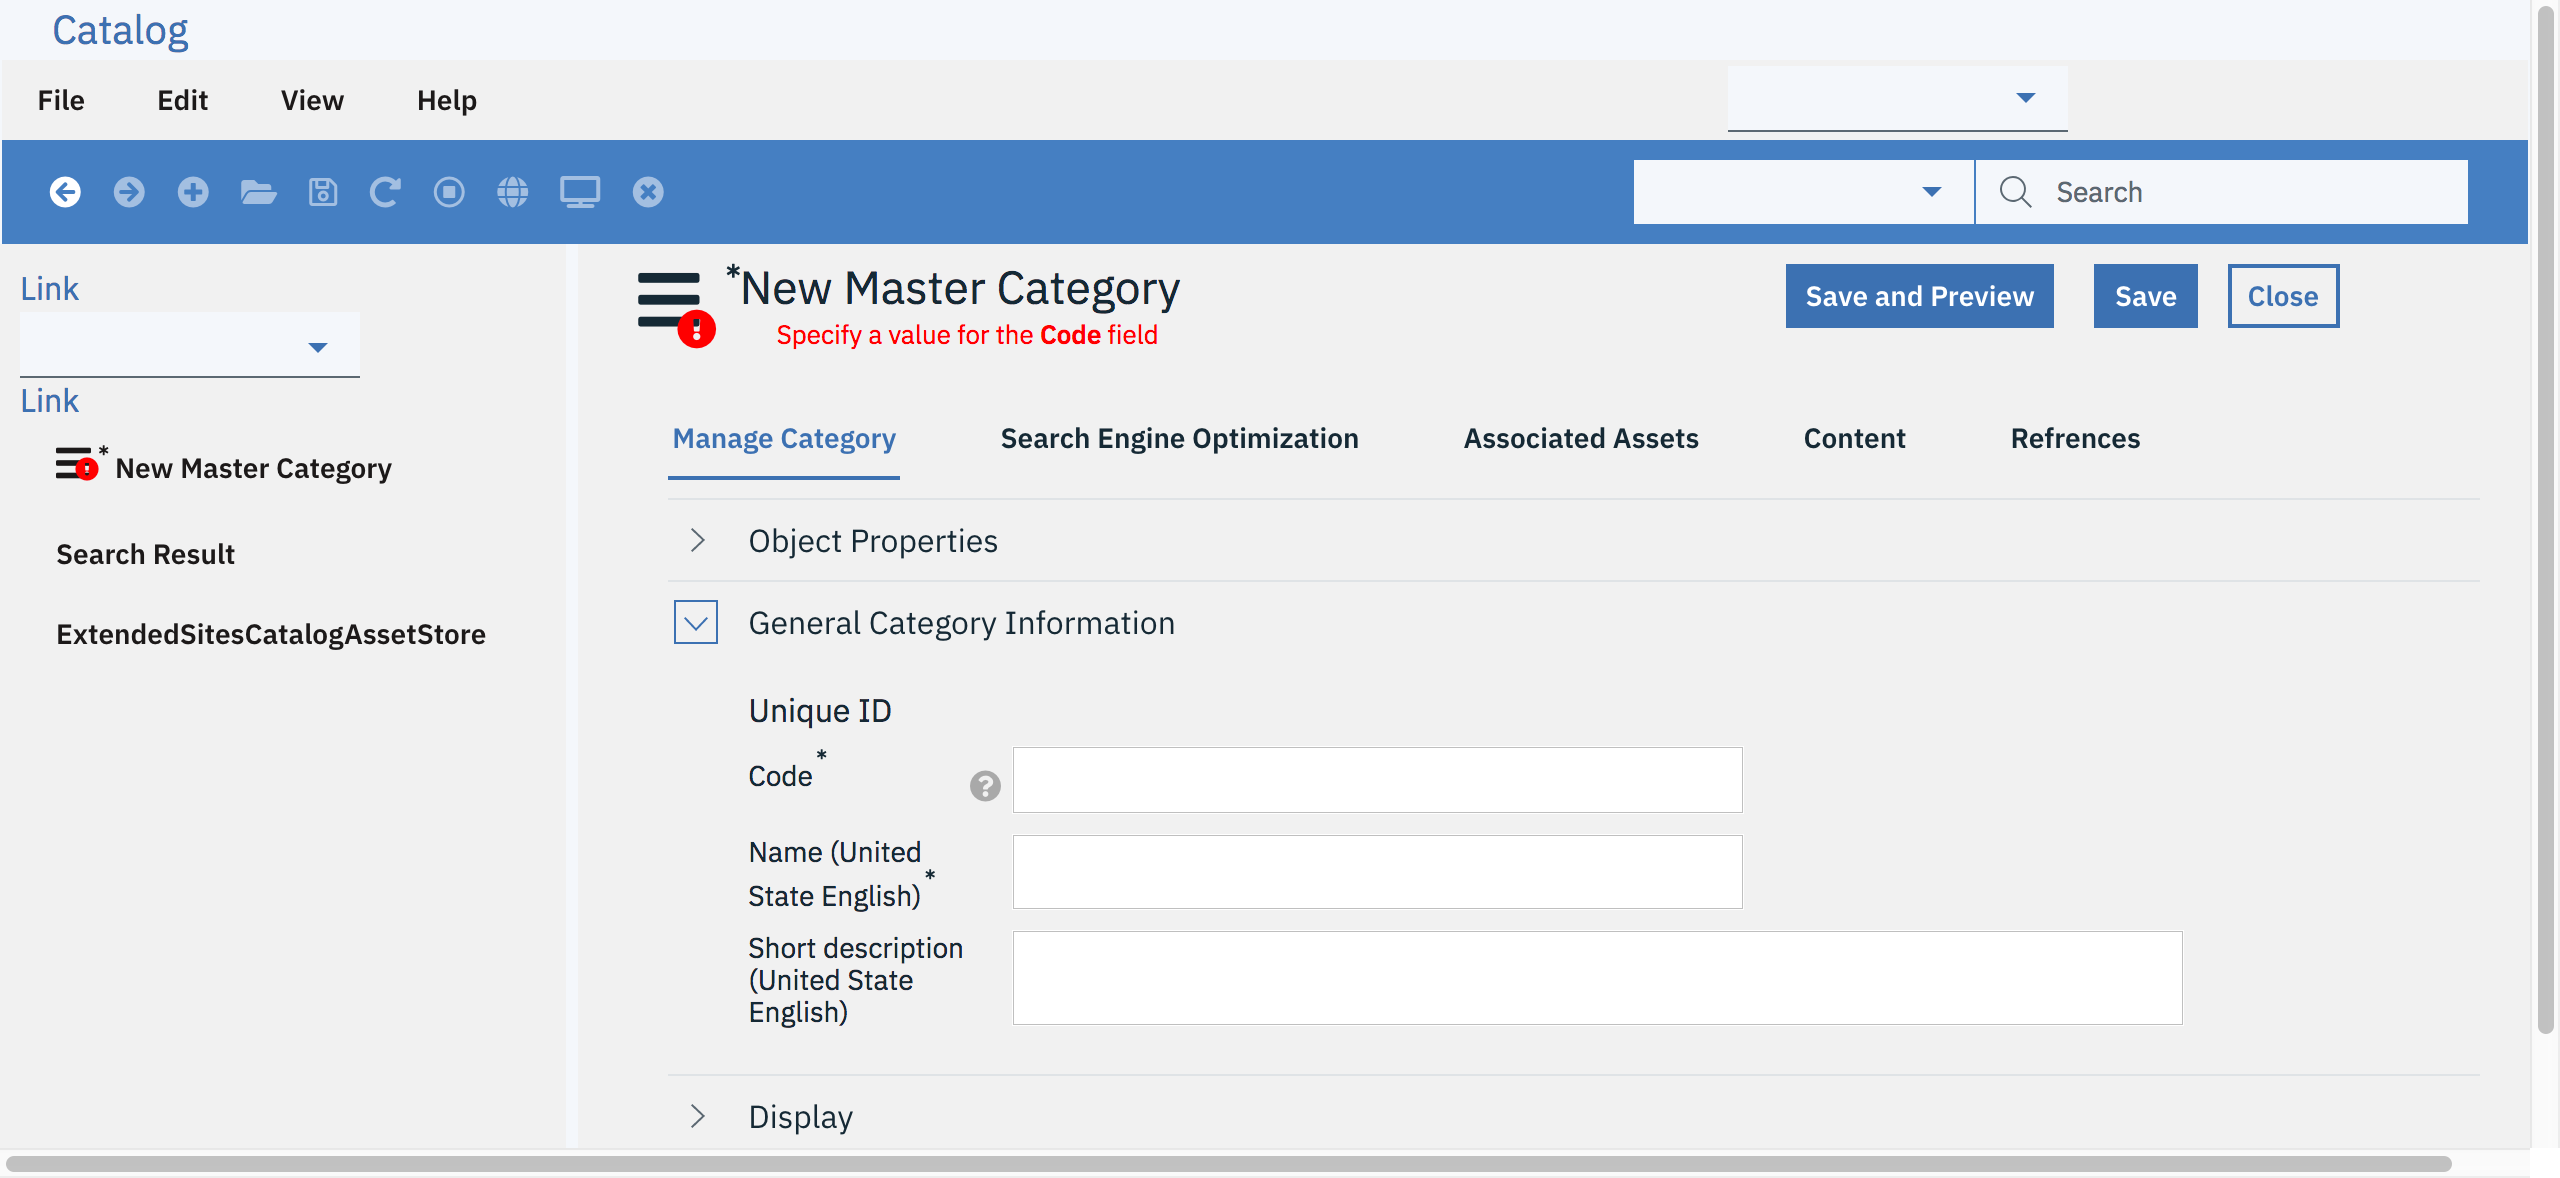 Catalog
File Edit View Help
Search
Link
Link
* New Master Category
Search Result
ExtendedSitesCatalogAssetStore
*New Master Category
Specify a value for the Code field
Save and Preview Save Close
Manage Category Search Engine Optimization Associated Assets Content Refrences
Object Properties
General Category Information
Unique ID
Code *
Name (United
State English) *
Short description
(United State
English)
Display